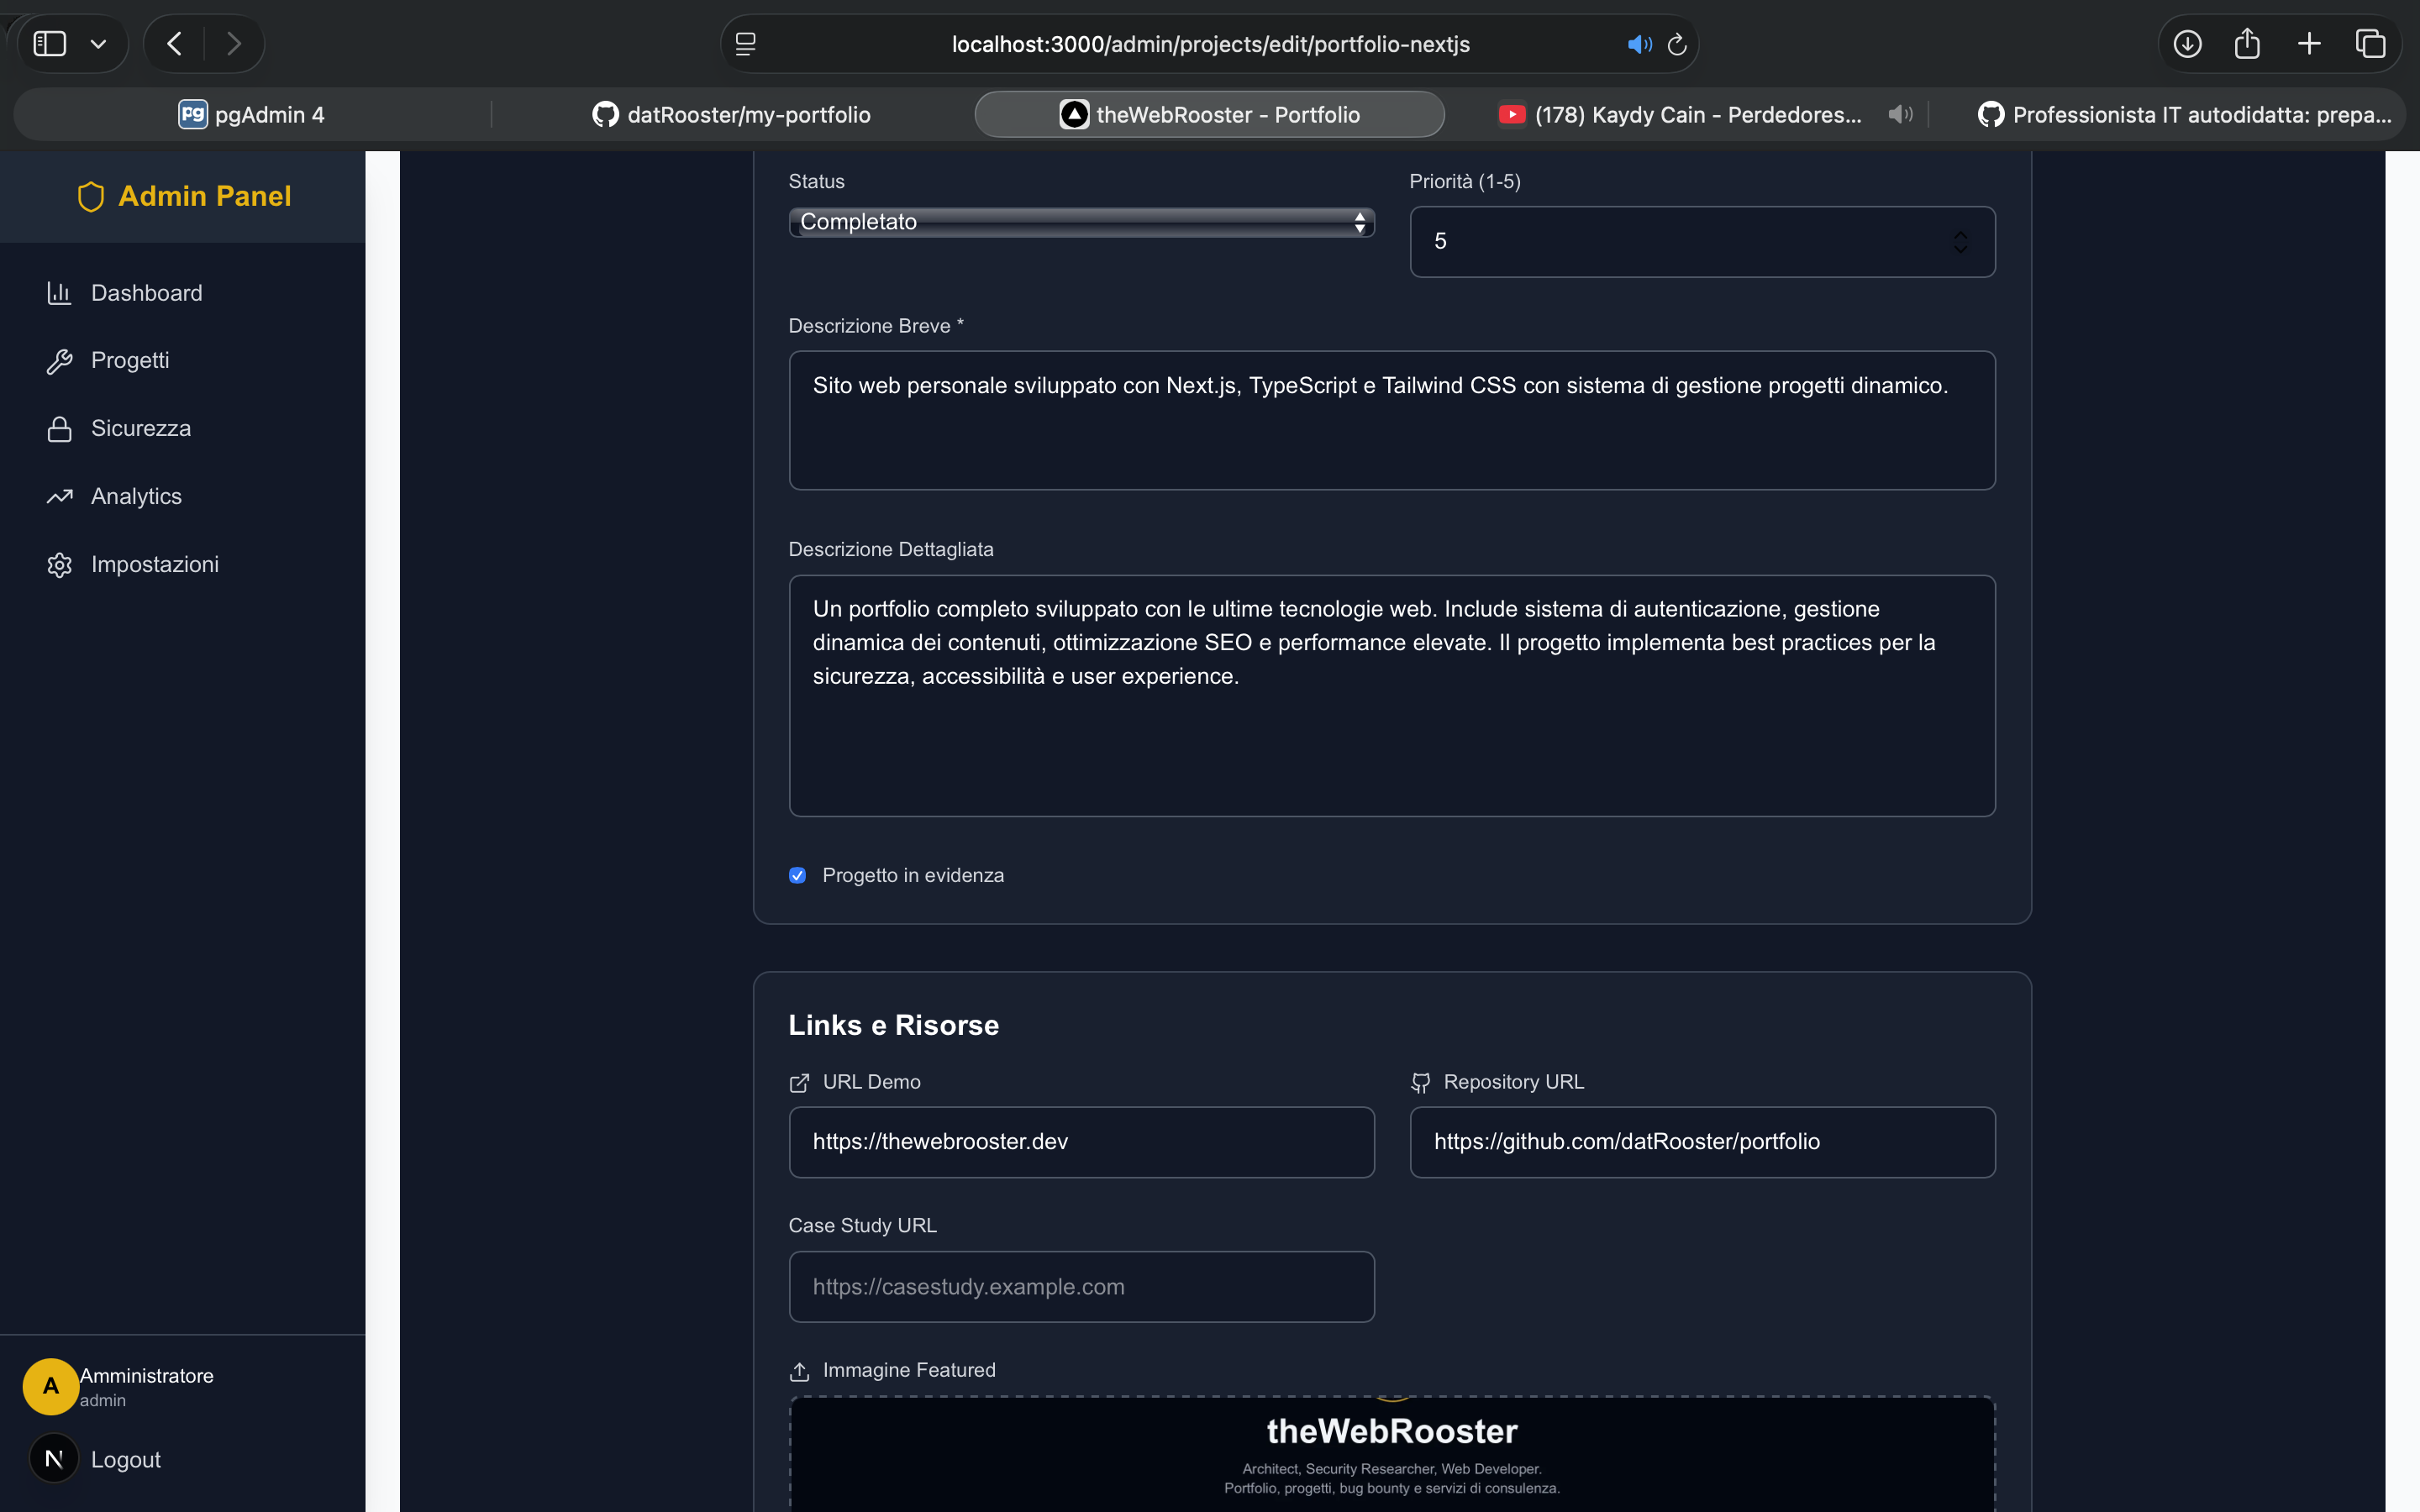 localhost:3000/admin/projects/edit/portfolio-nextjs
pgAdmin 4
datRooster/my-portfolio
theWebRooster - Portfolio
(178) Kaydy Cain - Perdedores...
Professionista IT autodidatta: prepa...
Admin Panel
Dashboard
Progetti
Sicurezza
Analytics
Impostazioni
A
Amministratore
admin
N
Logout
Status
Priorità (1-5)
Completato
5
Descrizione Breve *
Sito web personale sviluppato con Next.js, TypeScript e Tailwind CSS con sistema di gestione progetti dinamico.
Descrizione Dettagliata
Un portfolio completo sviluppato con le ultime tecnologie web. Include sistema di autenticazione, gestione
dinamica dei contenuti, ottimizzazione SEO e performance elevate. Il progetto implementa best practices per la
sicurezza, accessibilità e user experience.
Progetto in evidenza
Links e Risorse
URL Demo
Repository URL
https://thewebrooster.dev
https://github.com/datRooster/portfolio
Case Study URL
https://casestudy.example.com
Immagine Featured
theWebRooster
Architect, Security Researcher, Web Developer.
Portfolio, progetti, bug bounty e servizi di consulenza.